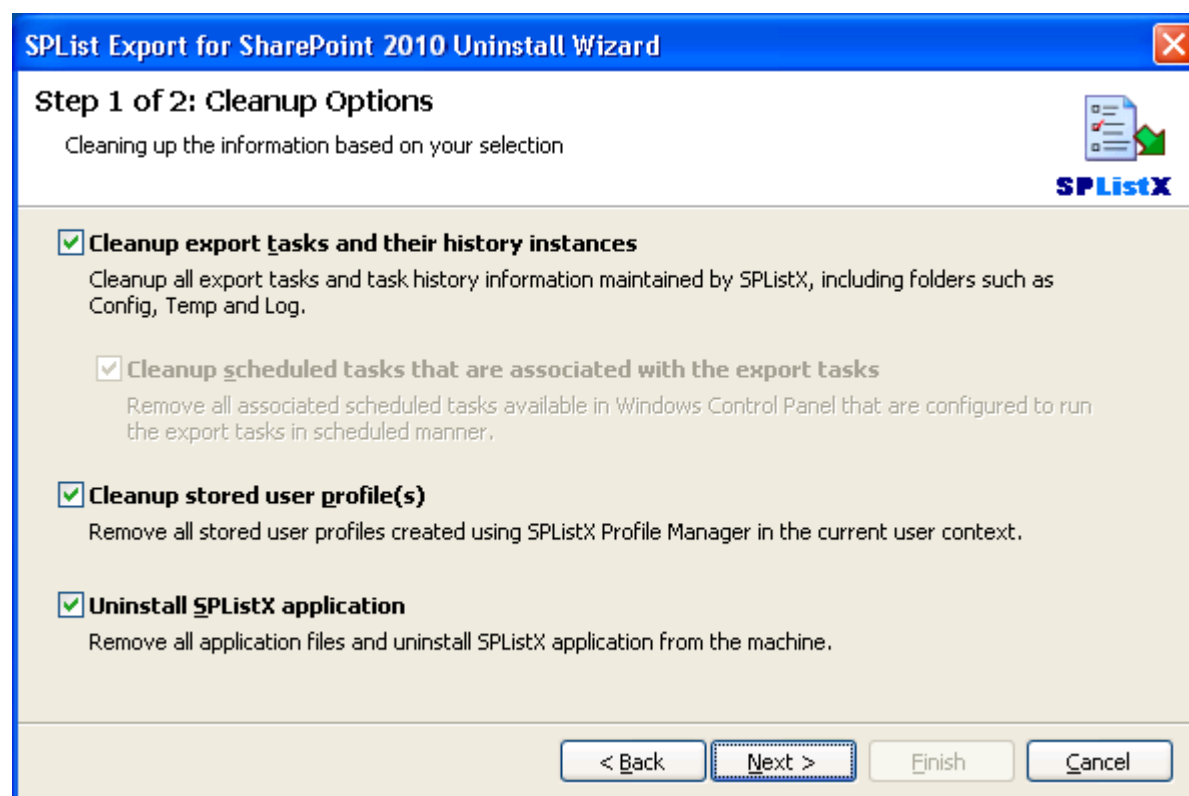 SPList Export for SharePoint 2010 Uninstall Wizard
Step 1 of 2: Cleanup Options
Cleaning up the information based on your selection
SPListX
Cleanup export tasks and their history instances
Cleanup all export tasks and task history information maintained by SPListX, including folders such as
Config, Temp and Log.
Cleanup scheduled tasks that are associated with the export tasks
Remove all associated scheduled tasks available in Windows Control Panel that are configured to run
the export tasks in scheduled manner.
Cleanup stored user profile(s)
Remove all stored user profiles created using SPListX Profile Manager in the current user context.
Uninstall SPListX application
Remove all application files and uninstall SPListX application from the machine.
< Back Next > Finish Cancel